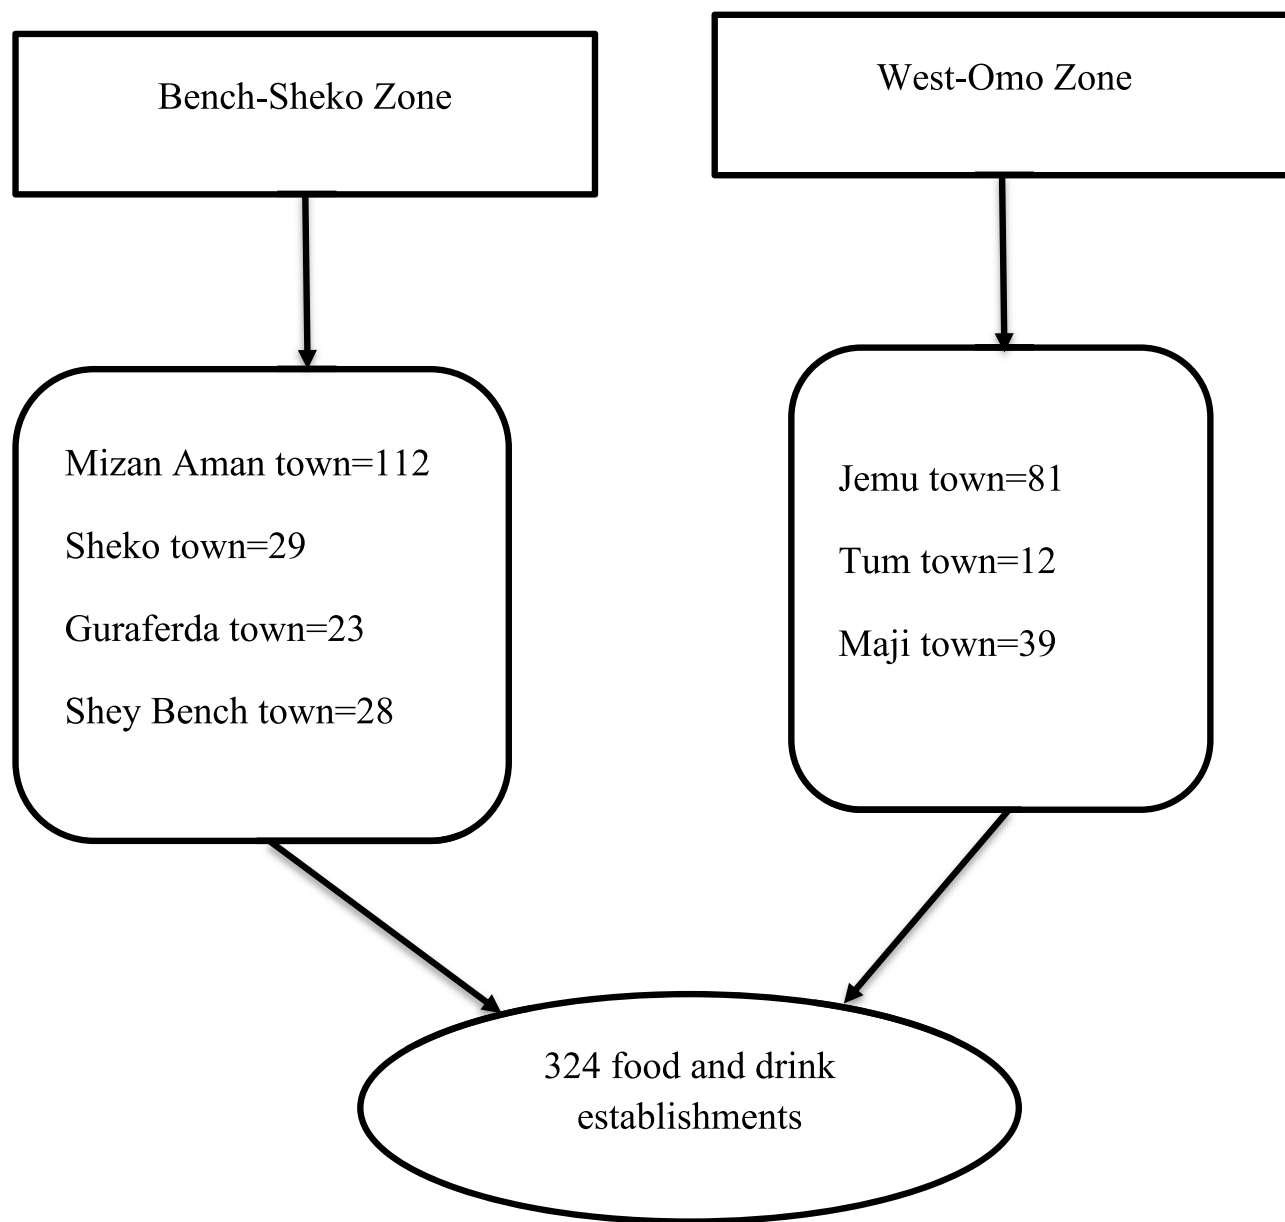 Bench-Sheko Zone
West-Omo Zone
Mizan Aman town=112
Sheko town=29
Guraferda town=23
Shey Bench town=28
Jemu town=81
Tum town=12
Maji town=39
324 food and drink
establishments